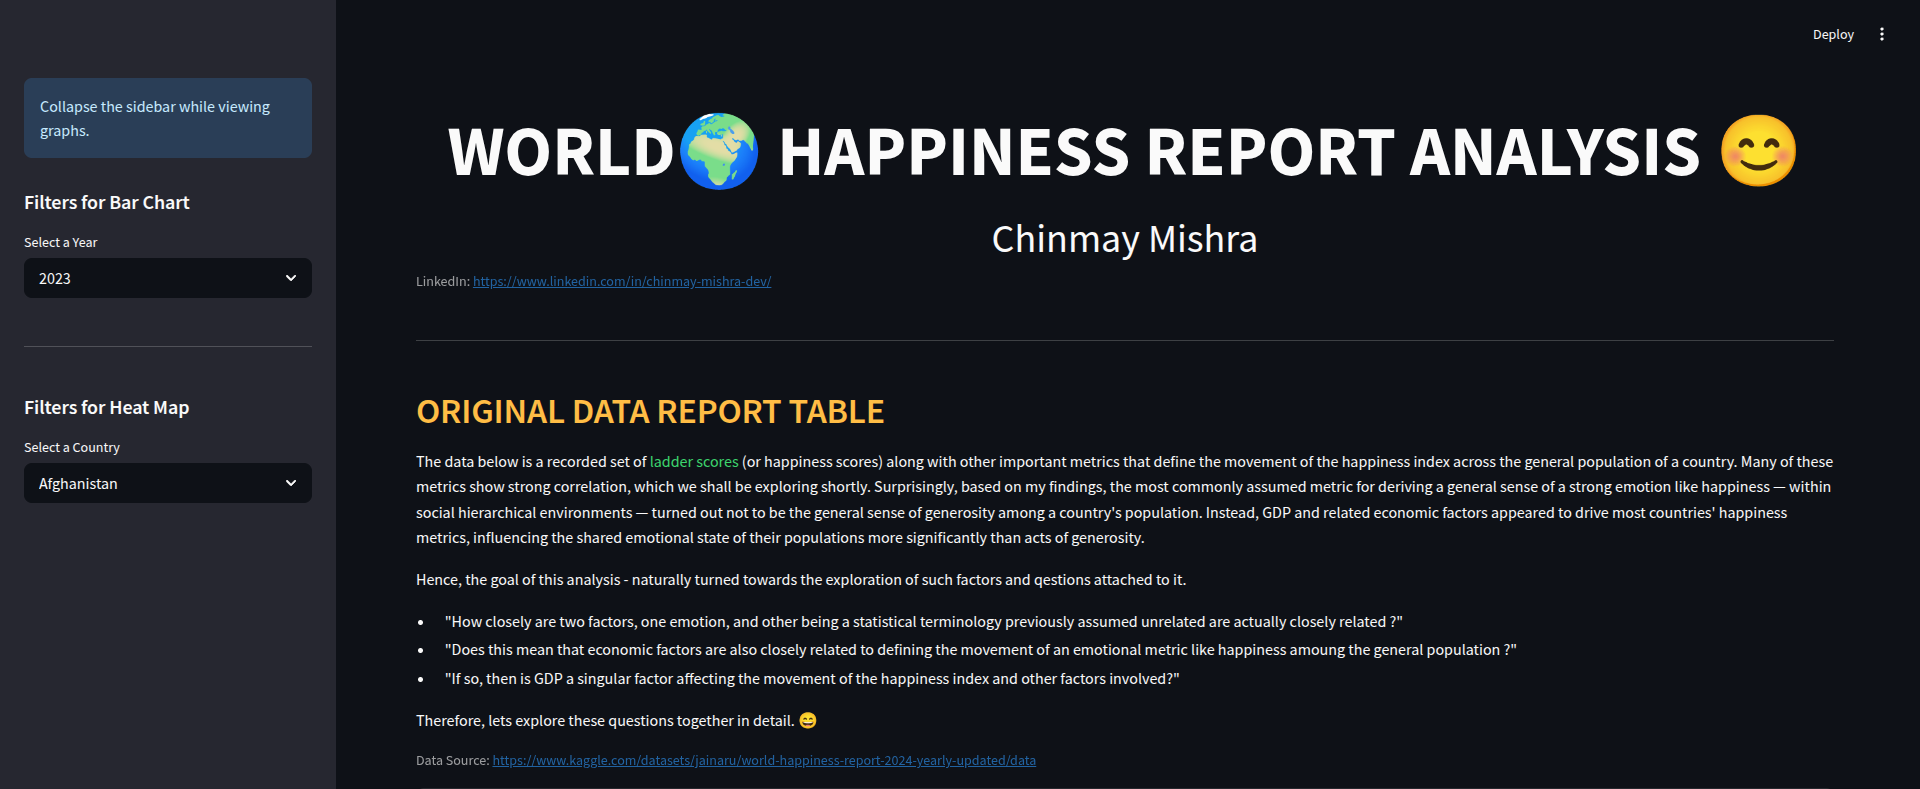 Deploy
Collapse the sidebar while viewing
graphs.
Filters for Bar Chart
Select a Year
2023
Filters for Heat Map
Select a Country
Afghanistan
WORLD🌍 HAPPINESS REPORT ANALYSIS 😊
Chinmay Mishra
LinkedIn: https://www.linkedin.com/in/chinmay-mishra-dev/
ORIGINAL DATA REPORT TABLE
The data below is a recorded set of ladder scores (or happiness scores) along with other important metrics that define the movement of the happiness index across the general population of a country. Many of these
metrics show strong correlation, which we shall be exploring shortly. Surprisingly, based on my findings, the most commonly assumed metric for deriving a general sense of a strong emotion like happiness — within
social hierarchical environments — turned out not to be the general sense of generosity among a country's population. Instead, GDP and related economic factors appeared to drive most countries' happiness
metrics, influencing the shared emotional state of their populations more significantly than acts of generosity.
Hence, the goal of this analysis - naturally turned towards the exploration of such factors and qestions attached to it.
• "How closely are two factors, one emotion, and other being a statistical terminology previously assumed unrelated are actually closely related ?"
• "Does this mean that economic factors are also closely related to defining the movement of an emotional metric like happiness amoung the general population ?"
• "If so, then is GDP a singular factor affecting the movement of the happiness index and other factors involved?"
Therefore, lets explore these questions together in detail. 😄
Data Source: https://www.kaggle.com/datasets/jainaru/world-happiness-report-2024-yearly-updated/data